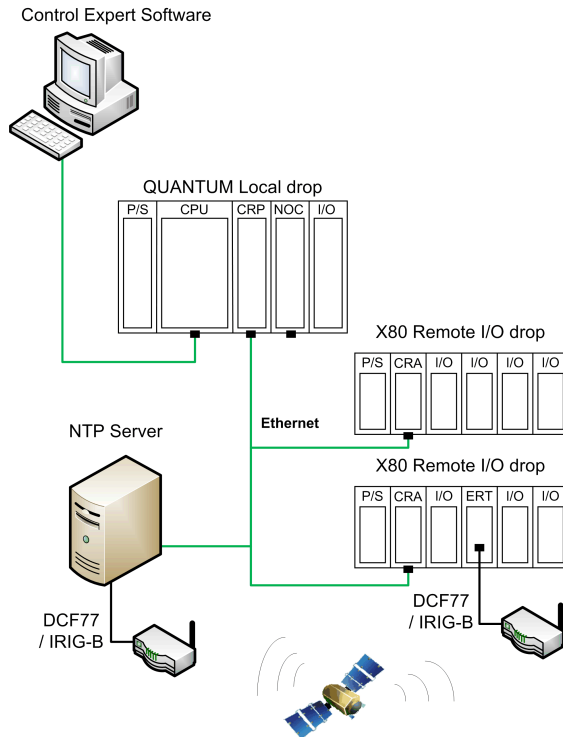 Control Expert Software
QUANTUM Local drop
P/S CPU CRP NOC I/O
X80 Remote I/O drop
P/S CRA I/O I/O I/O I/O
Ethernet
NTP Server
X80 Remote I/O drop
P/S CRA I/O ERT I/O I/O
DCF77
/ IRIG-B
DCF77
/ IRIG-B